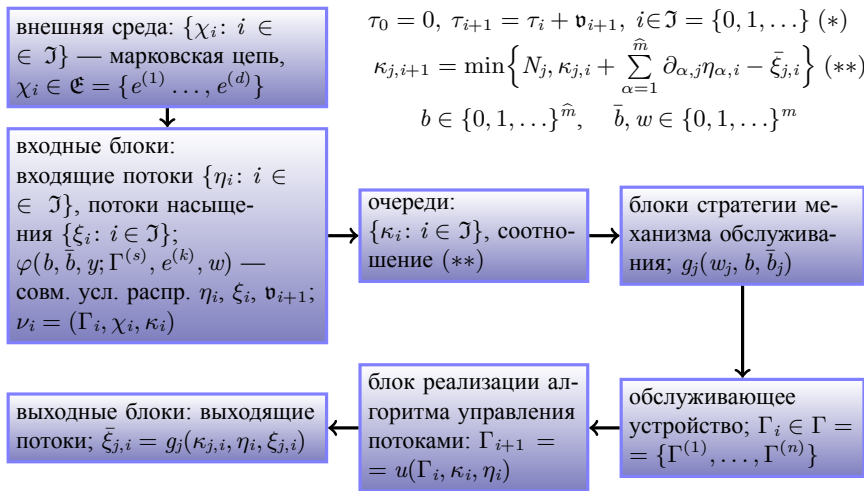 внешняя среда: {χ_i: i ∈
∈ ℑ} — марковская цепь,
χ_i ∈ 𝕰 = {e^{(1)} . . . , e^{(d)}}
τ_0 = 0, τ_{i+1} = τ_i + 𝔳_{i+1}, i∈ℑ = {0, 1, . . .} (∗)
κ_{j,i+1} = min{N_j, κ_{j,i} + ∑_{α=1}^{m̂} ∂_{α,j}η_{α,i} − ξ̄_{j,i}} (∗∗)
b ∈ {0, 1, . . .}^{m̂}, b̄, w ∈ {0, 1, . . .}^m
входные блоки:
входящие потоки {η_i: i ∈
∈ ℑ}, потоки насыще-
ния {ξ_i: i∈ℑ};
φ(b, b̄, y; Γ^{(s)}, e^{(k)}, w) —
совм. усл. распр. η_i, ξ_i, 𝔳_{i+1};
ν_i = (Γ_i, χ_i, κ_i)
очереди:
{κ_i: i∈ℑ}, соотно-
шение (∗∗)
блоки стратегии ме-
ханизма обслужива-
ния; g_j(w_j, b, b̄_j)
обслуживающее
устройство; Γ_i ∈ Γ =
= {Γ^{(1)}, . . . , Γ^{(n)}}
блок реализации ал-
горитма управления
потоками: Γ_{i+1} =
= u(Γ_i, κ_i, η_i)
выходные блоки: выходящие
потоки; ξ̄_{j,i} = g_j(κ_{j,i}, η_i, ξ_{j,i})